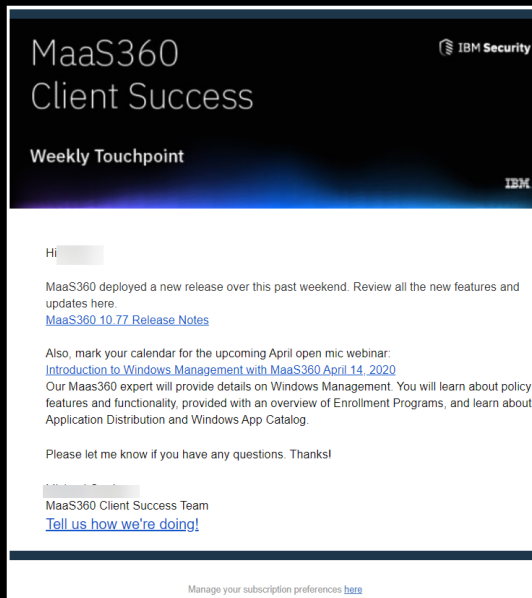 MaaS360
Client Success
IBM Security
Weekly Touchpoint
IBM
Hi
MaaS360 deployed a new release over this past weekend. Review all the new features and
updates here.
MaaS360 10.77 Release Notes
Also, mark your calendar for the upcoming April open mic webinar:
Introduction to Windows Management with MaaS360 April 14, 2020
Our Maas360 expert will provide details on Windows Management. You will learn about policy
features and functionality, provided with an overview of Enrollment Programs, and learn about
Application Distribution and Windows App Catalog.
Please let me know if you have any questions. Thanks!
MaaS360 Client Success Team
Tell us how we're doing!
Manage your subscription preferences here